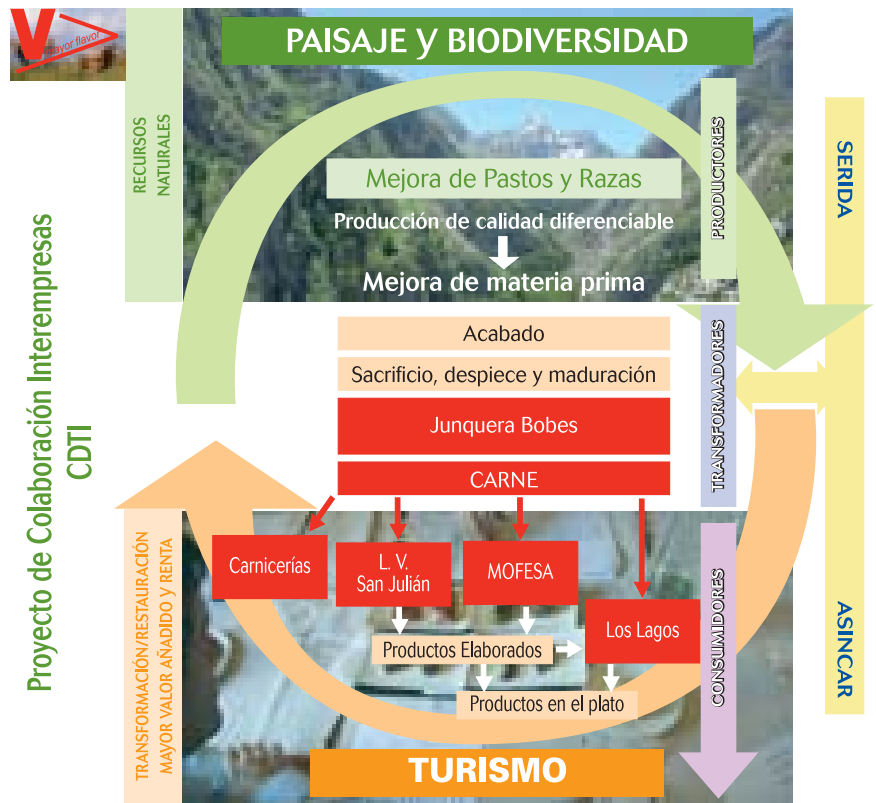 mayor flavor
PAISAJE y BIODIVERSIDAD
RECURSOS
NATURALES
PRODUCTORES
SERIDA
Mejora de Pastos y Razas
Producción de calidad diferenciable
Mejora de materia prima
Proyecto de Colaboración Interempresas
CDTI
Acabado
Sacrificio, despiece y maduración
Junquera Bobes
CARNE
TRANSFORMADORES
TRANSFORMACIÓN/RESTAURACIÓN
MAYOR VALOR AÑADIDO y RENTA
Carnicerías
L. V.
San Julián
MOFESA
Los Lagos
Productos Elaborados
Productos en el plato
CONSUMIDORES
ASINCAR
TURISMO